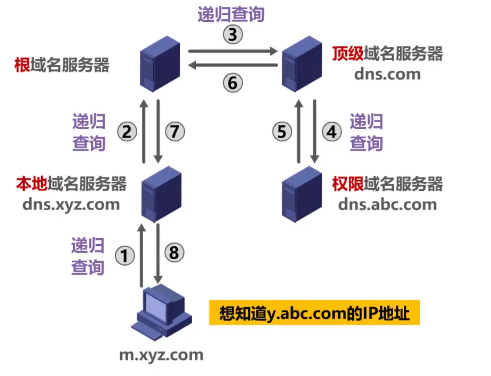 递归查询
③
根域名服务器
⑥
顶级域名服务器
dns.com
递归
查询
②
⑦
⑤
④
递归
查询
本地域名服务器
dns.xyz.com
权限域名服务器
dns.abc.com
递归
查询
①
⑧
想知道y.abc.com的IP地址
m.xyz.com